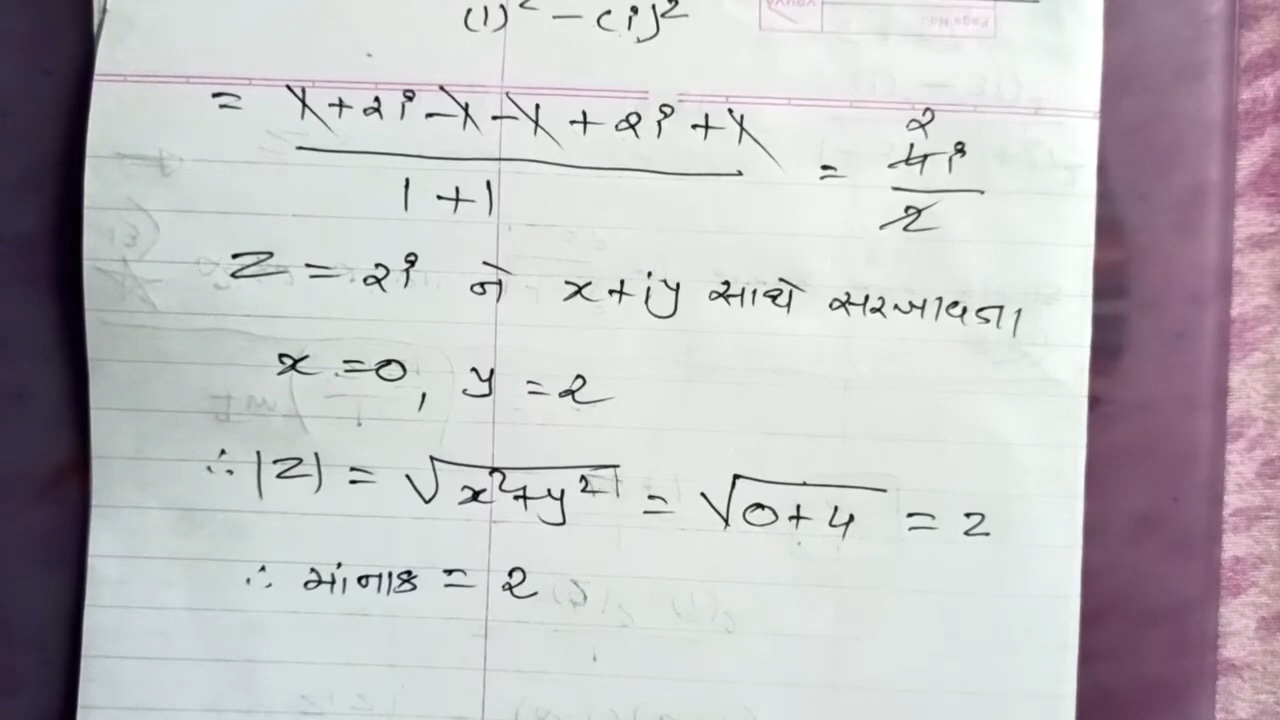 (1)² - (i)²
= 1 + 2i - 1 - 1 + 2i + 1 / 1 + 1 = 2 4i / 2
Z = 2i ને x + iy સાથે સરખાવતા
x = 0, y = 2
∴ |Z| = √x² + y² = √0 + 4 = 2
∴ માનાંક = 2